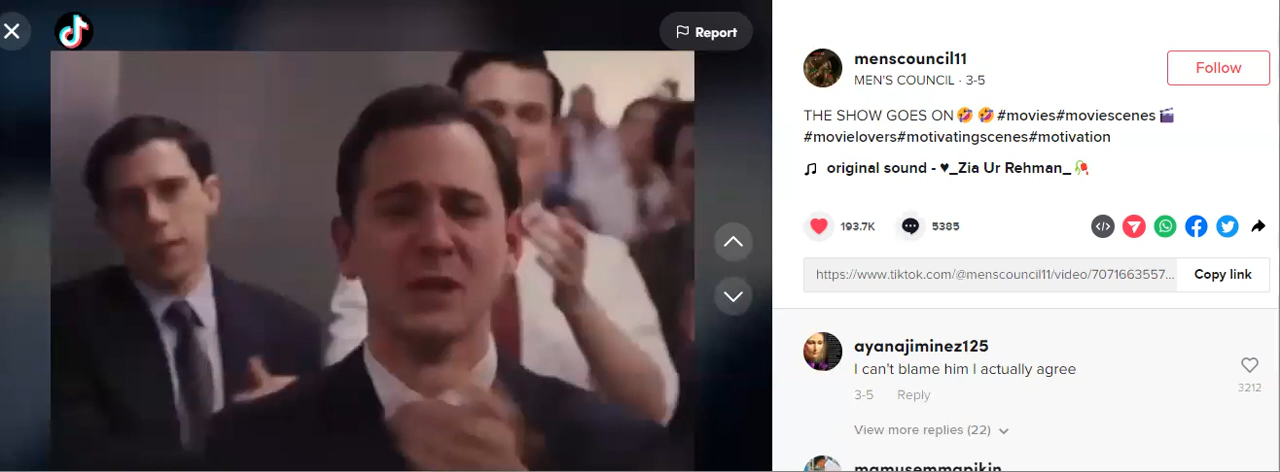 Report
menscouncil11
MEN'S COUNCIL · 3-5
Follow
THE SHOW GOES ON🤣 🤣 #movies#moviescenes 🎬
#movielovers#motivatingscenes#motivation
original sound - ♥_Zia Ur Rehman_🥀
193.7K
5385
https://www.tiktok.com/@menscouncil11/video/7071663557...
Copy link
ayanajiminez125
I can't blame him I actually agree
3212
3-5 Reply
View more replies (22)
mamusemmapikin